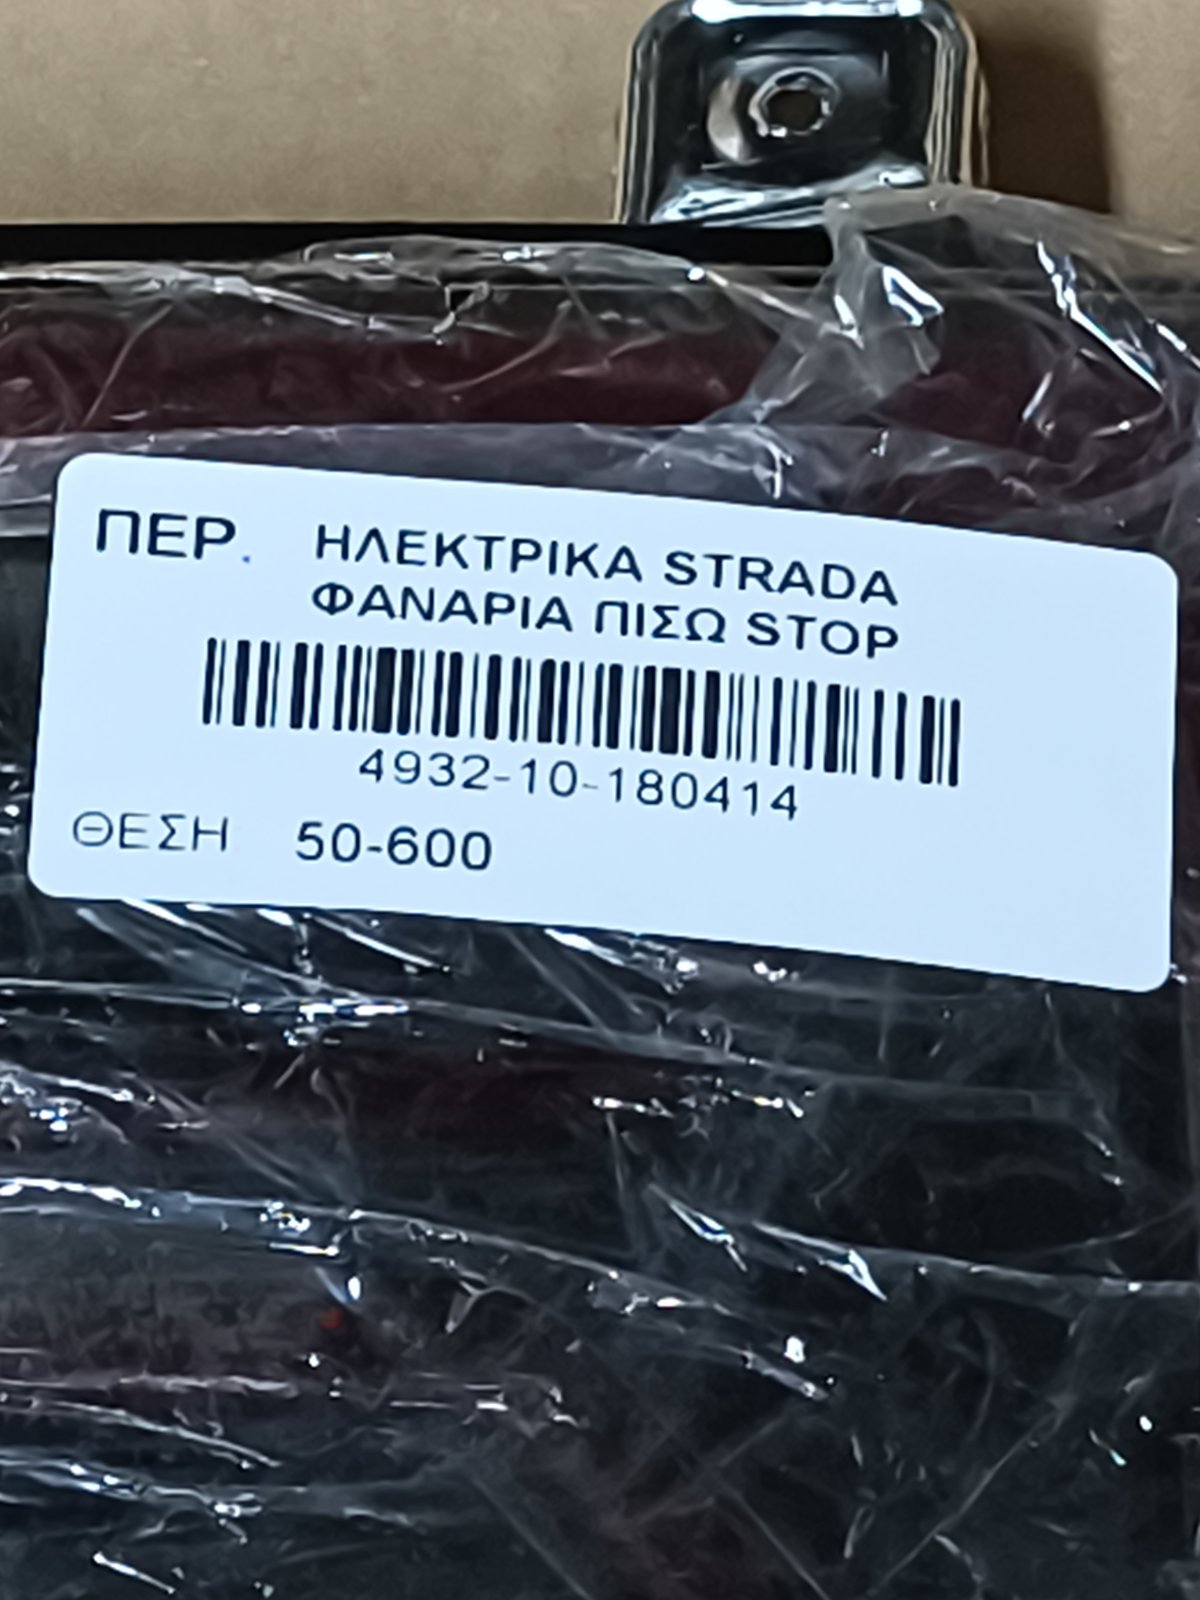 ΠΕΡ. ΗΛΕΚΤΡΙΚΑ STRADA
ΦΑΝΑΡΙΑ ΠΙΣΩ STOP
4932-10-180414
ΘΕΣΗ 50-600